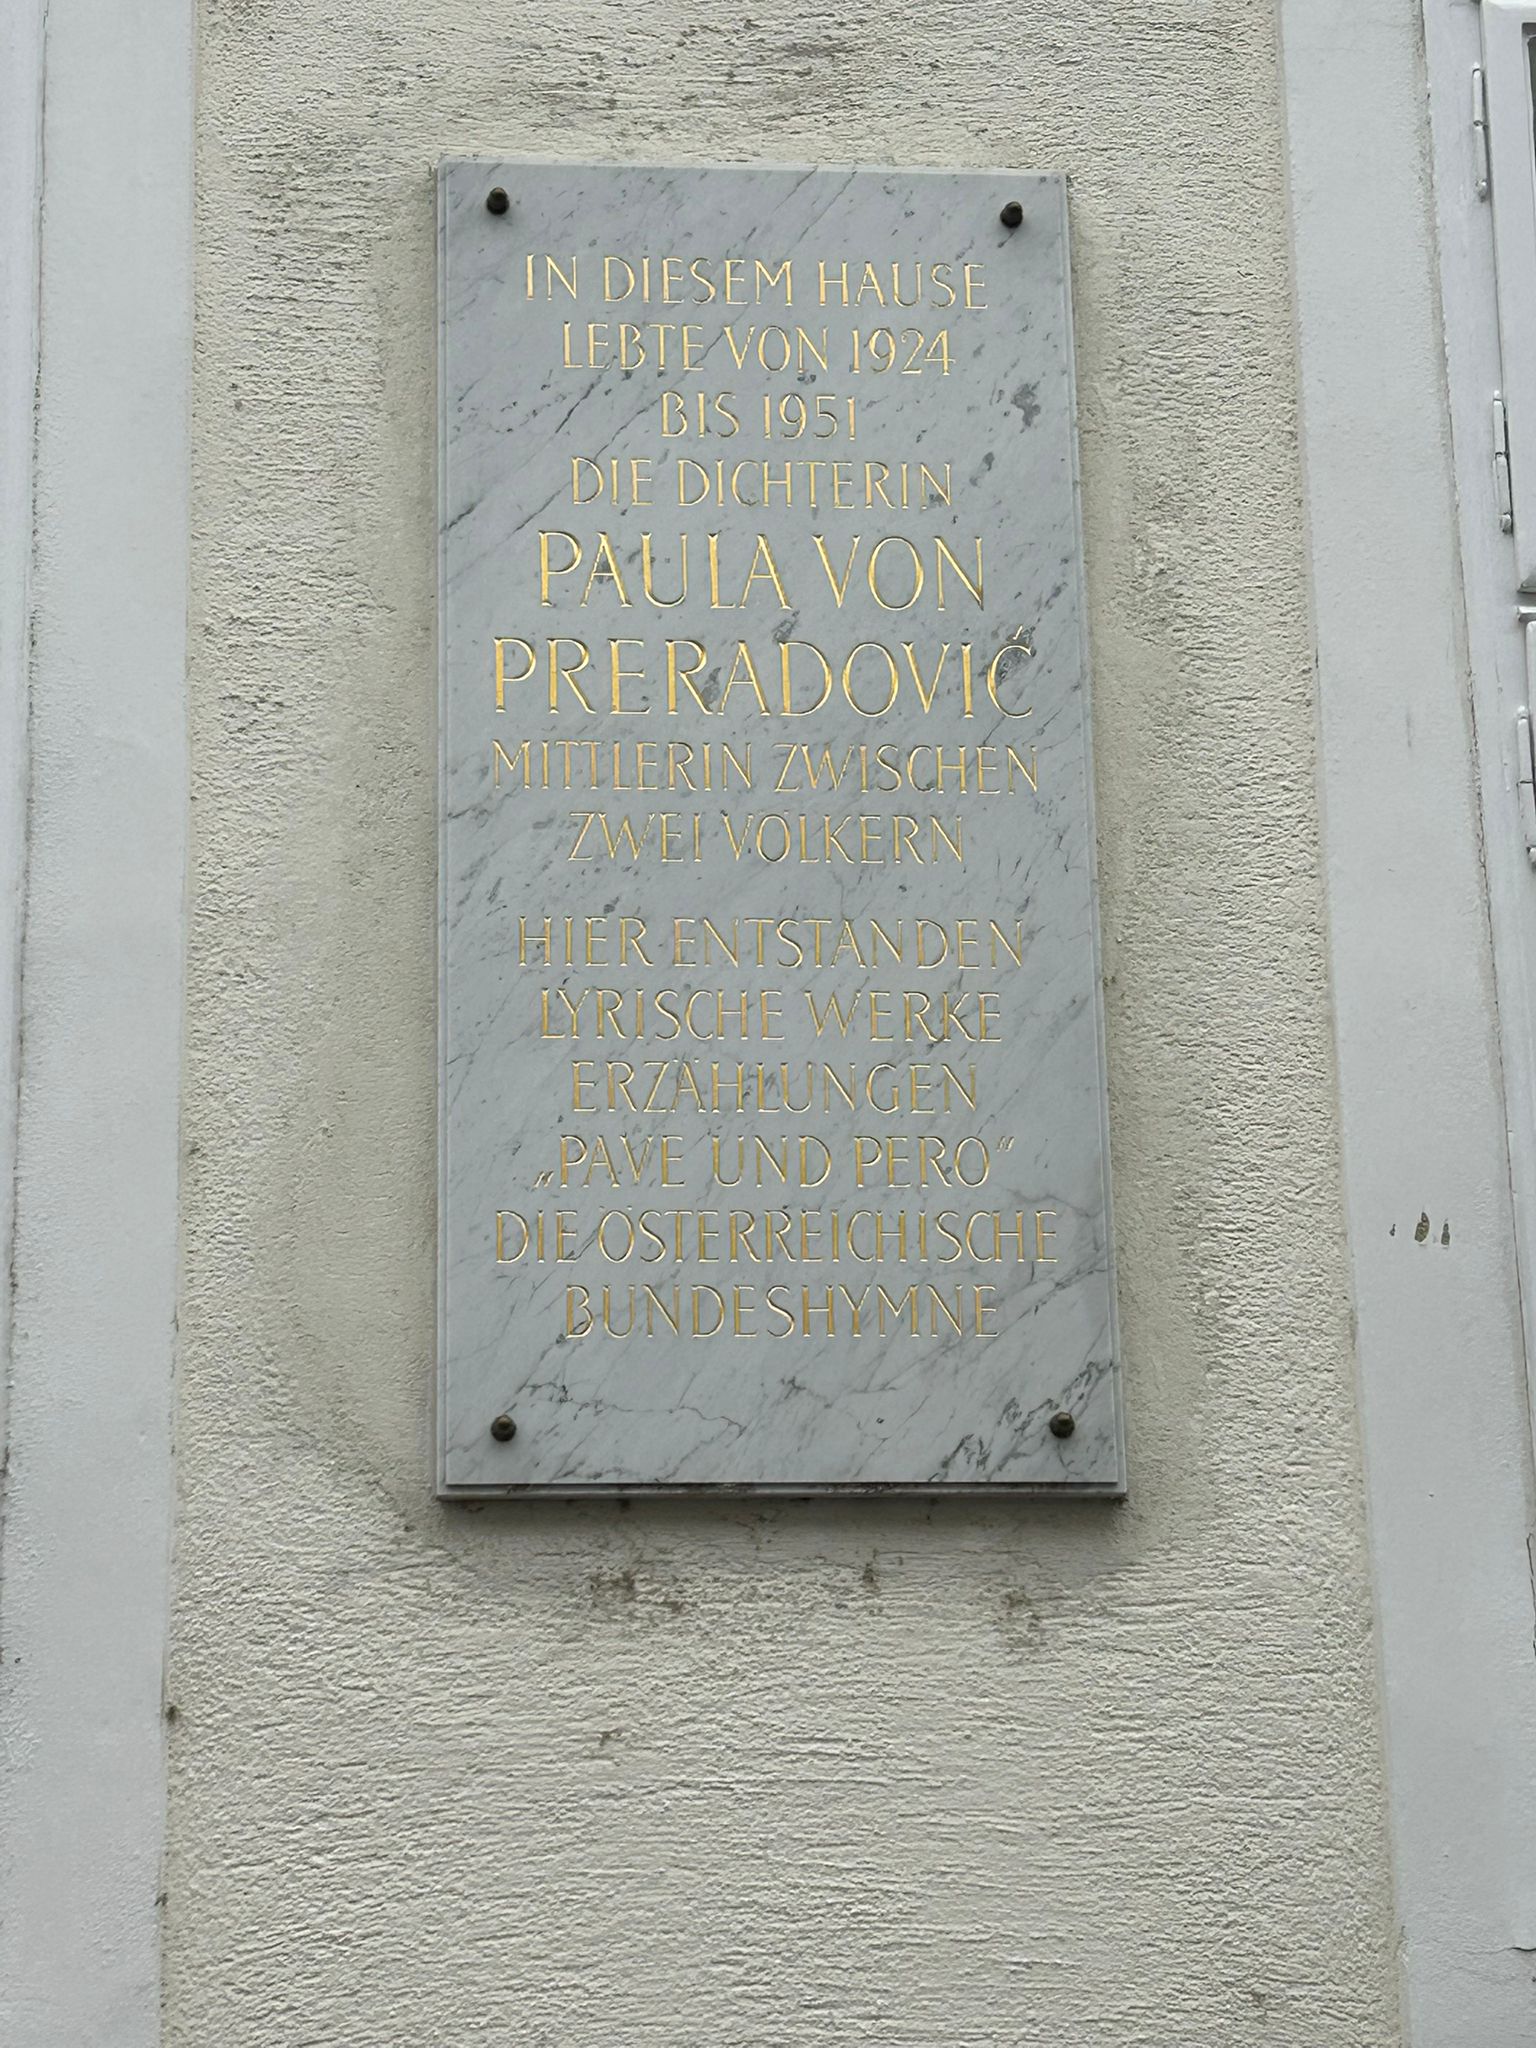 IN DIESEM HAUSE
LEBTE VON 1924
BIS 1951
DIE DICHTERIN
PAULA VON
PRERADOVIĆ
MITTLERIN ZWISCHEN
ZWEI VÖLKERN
HIER ENTSTANDEN
LYRISCHE WERKE
ERZÄHLUNGEN
„PAVE UND PERO“
DIE ÖSTERREICHISCHE
BUNDESHYMNE